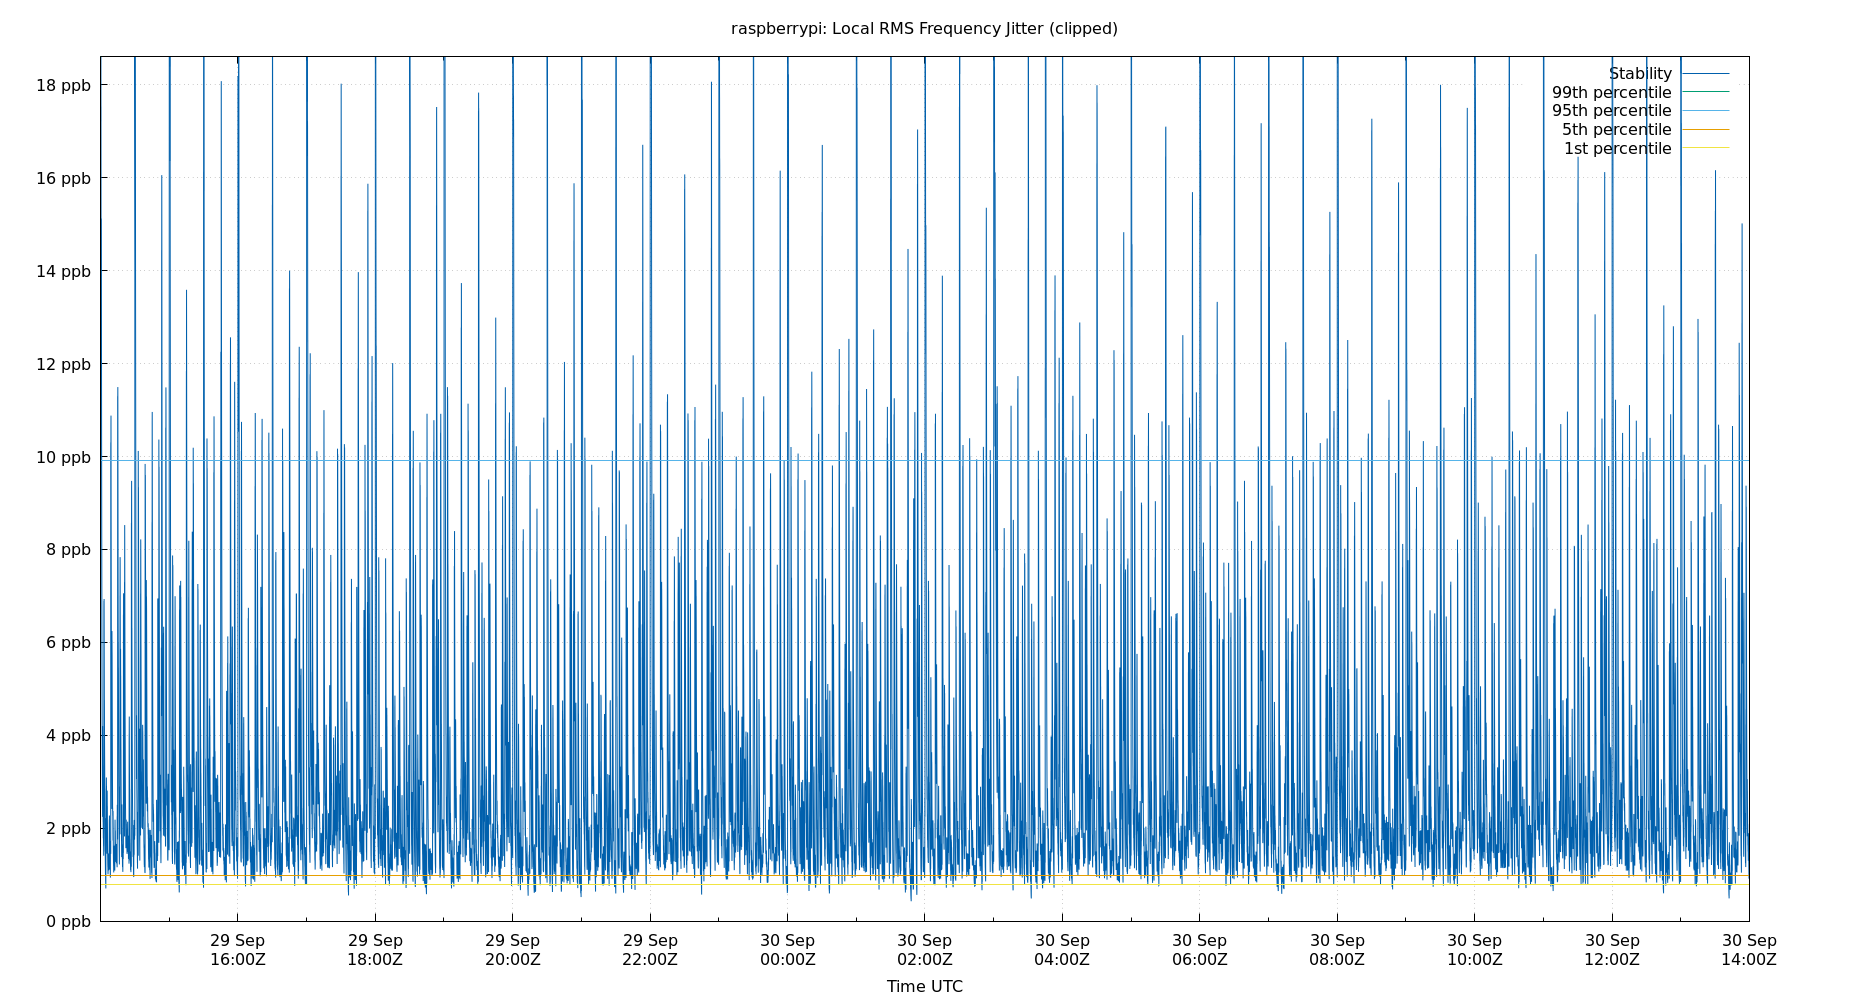 raspberrypi: Local RMS Frequency Jitter (clipped)
18 ppb
16 ppb
14 ppb
12 ppb
10 ppb
8 ppb
6 ppb
4 ppb
2 ppb
0 ppb
Stability
99th percentile
95th percentile
5th percentile
1st percentile
29 Sep
16:00Z
29 Sep
18:00Z
29 Sep
20:00Z
29 Sep
22:00Z
30 Sep
00:00Z
30 Sep
02:00Z
30 Sep
04:00Z
30 Sep
06:00Z
30 Sep
08:00Z
30 Sep
10:00Z
30 Sep
12:00Z
30 Sep
14:00Z
Time UTC